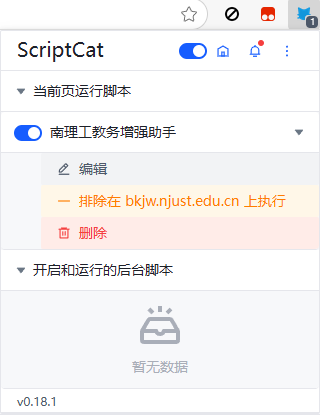 1
ScriptCat
当前页运行脚本
南理工教务增强助手
编辑
排除在 bkjw.njust.edu.cn 上执行
删除
开启和运行的后台脚本
暂无数据
v0.18.1